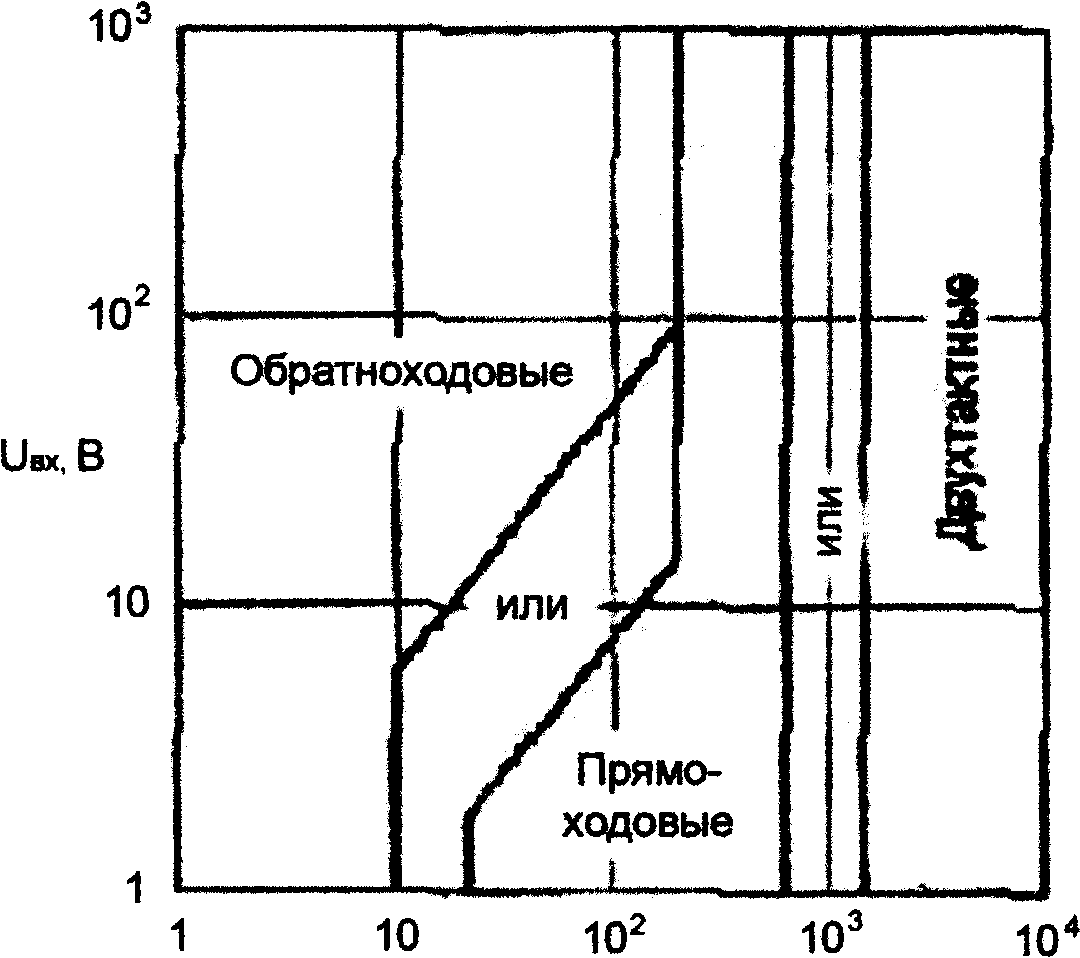 10³
10²
Обратноходовые
Uвх, В
Двухтактные
или
10
или
Прямо-
ходовые
1
1 10 10² 10³ 10⁴